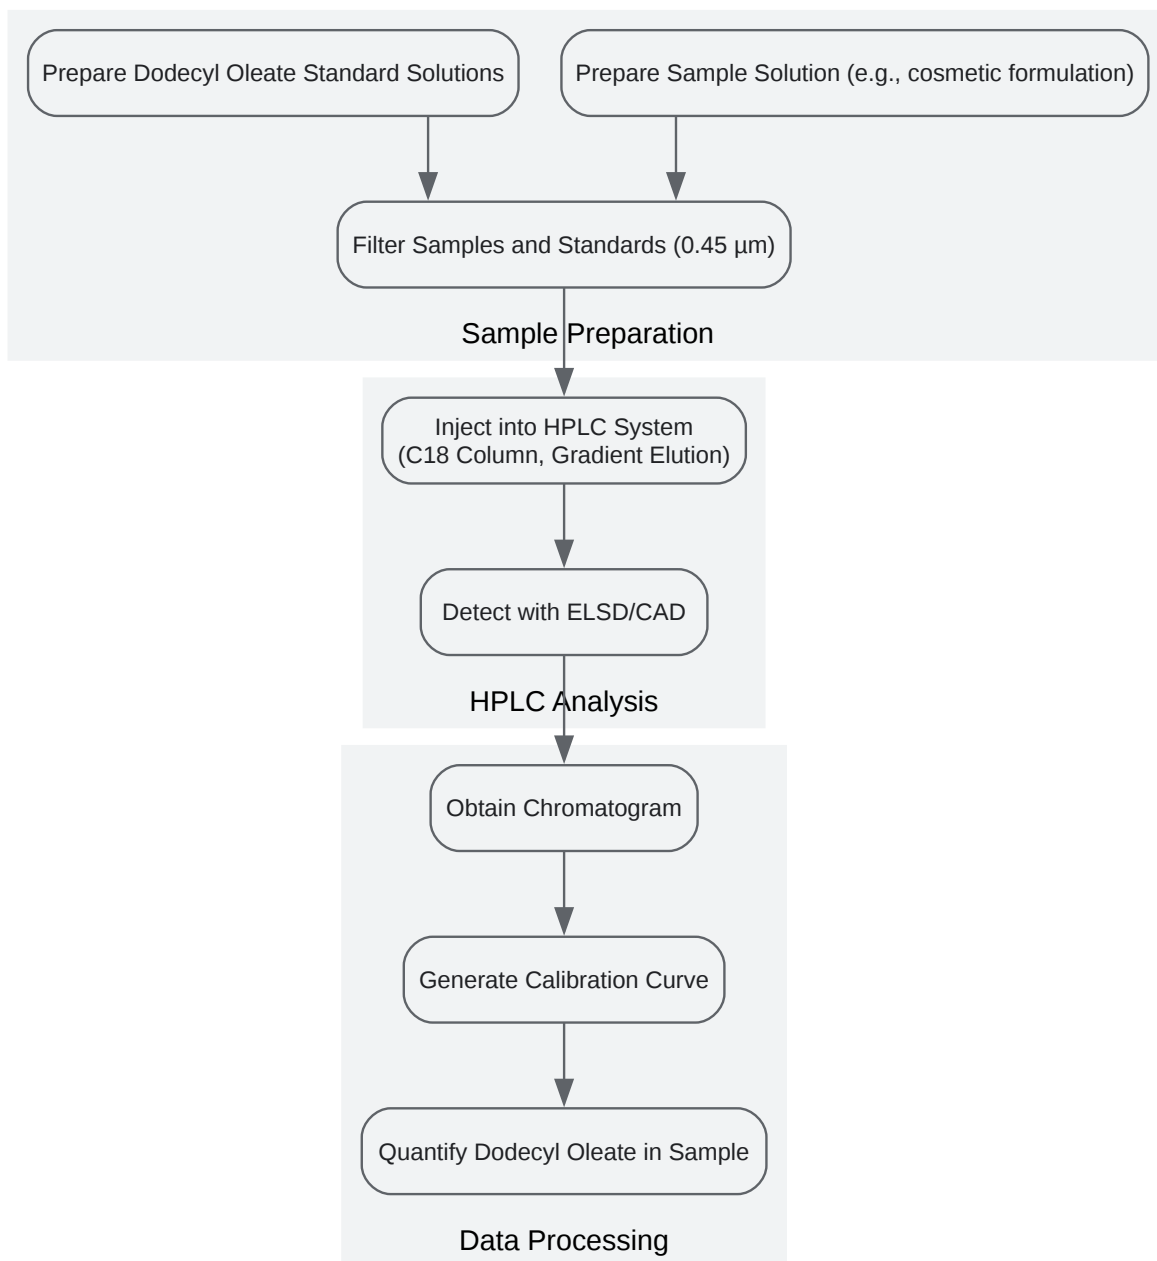 Prepare Dodecyl Oleate Standard Solutions
Prepare Sample Solution (e.g., cosmetic formulation)
Filter Samples and Standards (0.45 µm)
Sample Preparation
Inject into HPLC System
(C18 Column, Gradient Elution)
Detect with ELSD/CAD
HPLC Analysis
Obtain Chromatogram
Generate Calibration Curve
Quantify Dodecyl Oleate in Sample
Data Processing